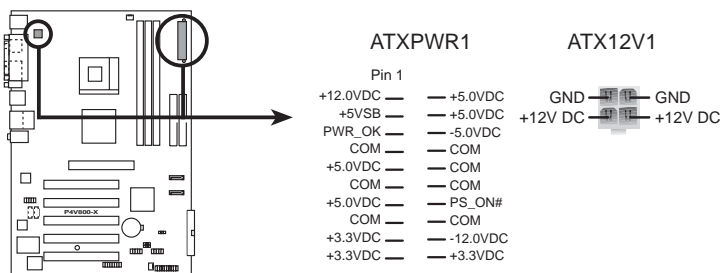 ATXPWR1
ATX12V1
Pin 1
+12.0VDC +5.0VDC
+5VSB +5.0VDC
PWR_OK -5.0VDC
COM COM
+5.0VDC COM
COM COM
+5.0VDC PS_ON#
COM COM
+3.3VDC -12.0VDC
+3.3VDC +3.3VDC
GND GND
+12V DC +12V DC
P4V800-X